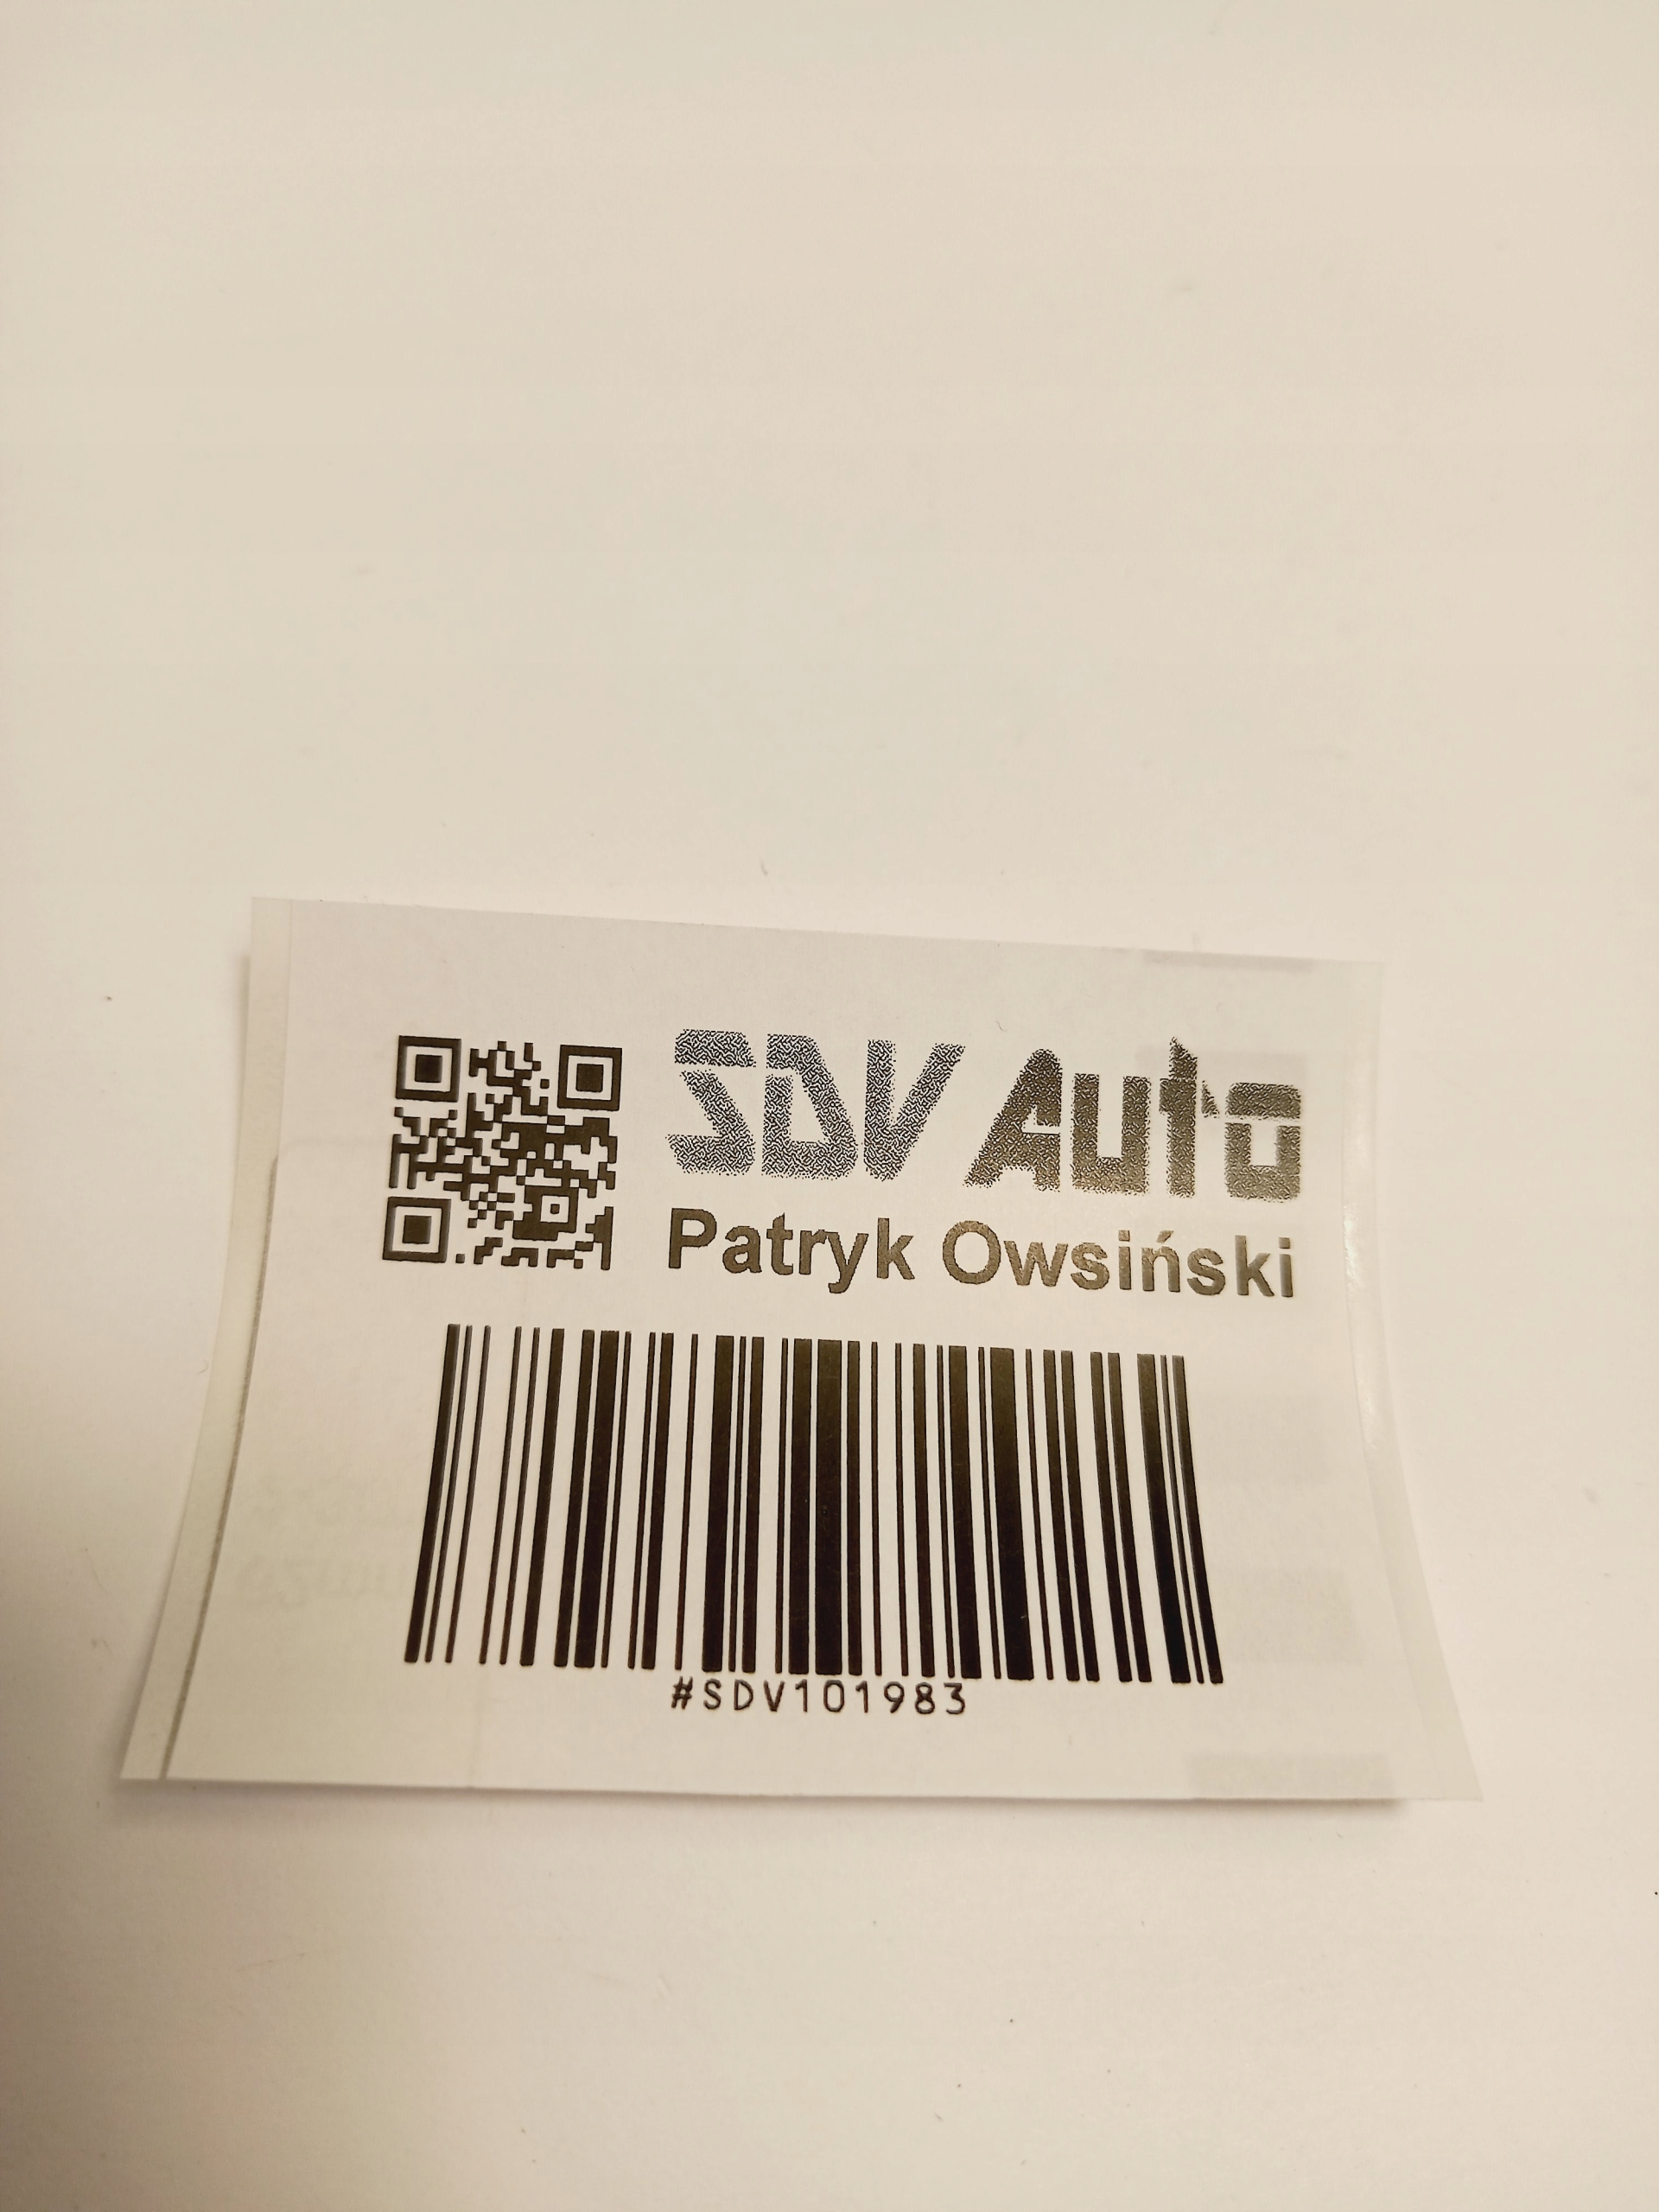 SDV Auto
Patryk Owsiński
#SDV101983